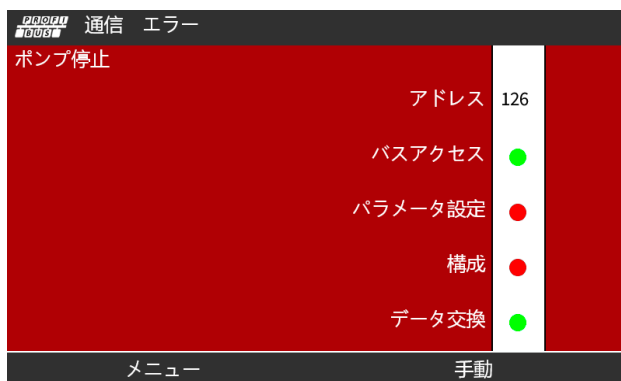 PROFI BUS 通信 エラー
ポンプ停止
アドレス 126
バスアクセス
パラメータ設定
構成
データ交換
メニュー 手動